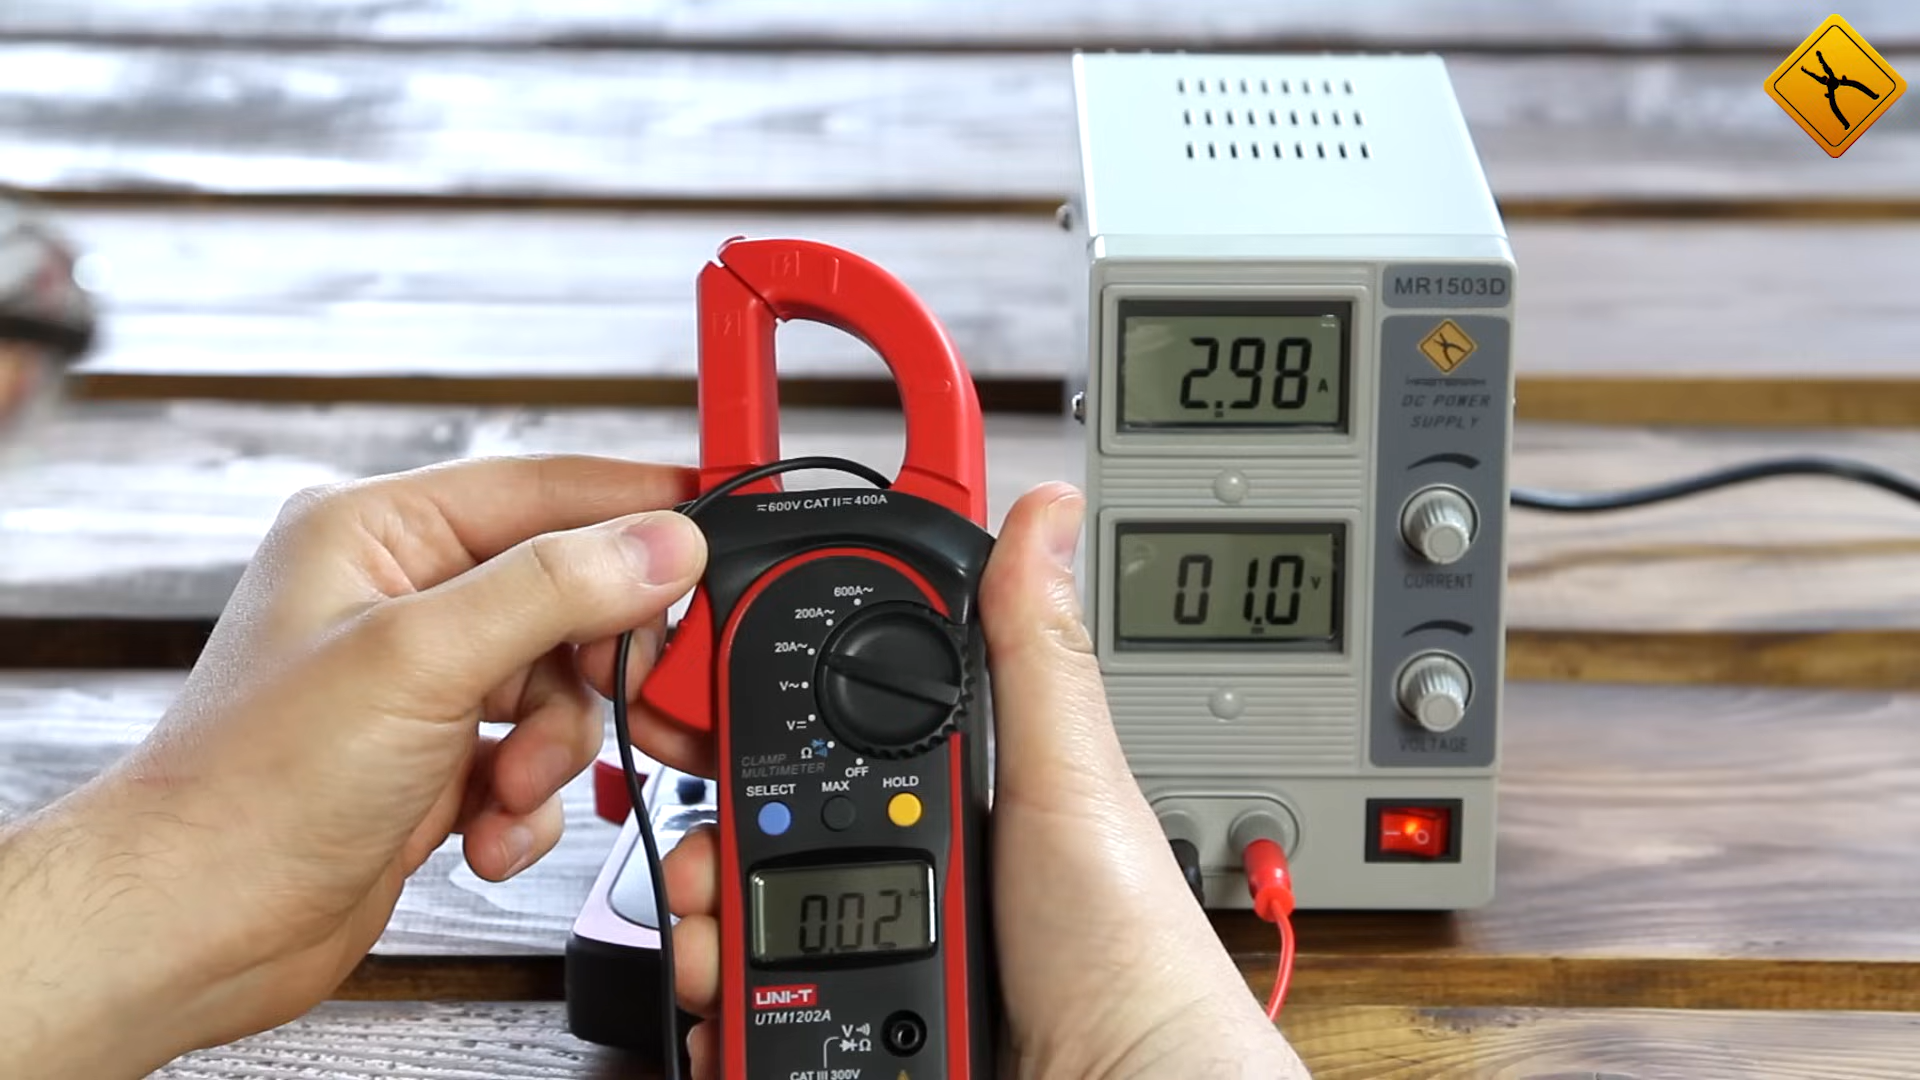 MR1503D
2.98 A
DC POWER
SUPPLY
CURRENT
01.0 V
VOLTAGE
≂600V CAT II ≂400A
600A~
200A~
20A~
V~
V⎓
Ω
OFF
CLAMP
MULTIMETER
SELECT MAX HOLD
0.02
UNI-T
UTM1202A
V
Ω
CAT III 300V